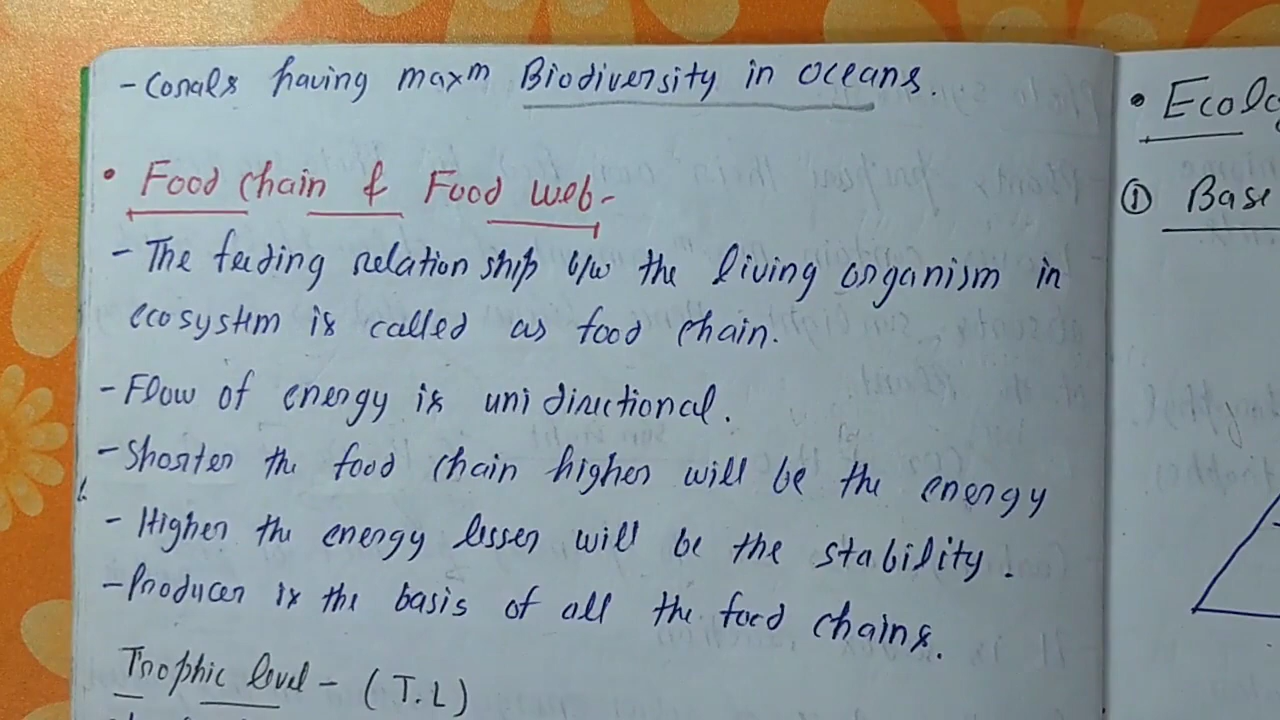 - Corals having maxm Biodiversity in oceans.
• Food chain & Food web-
- The feeding relationship b/w the living organism in
ecosystem is called as food chain.
- Flow of energy is unidirectional.
- Shorter the food chain higher will be the energy
- Higher the energy lesser will be the stability.
- Producer is the basis of all the food chains.
Trophic level - (T.L)
• Ecolo
① Base